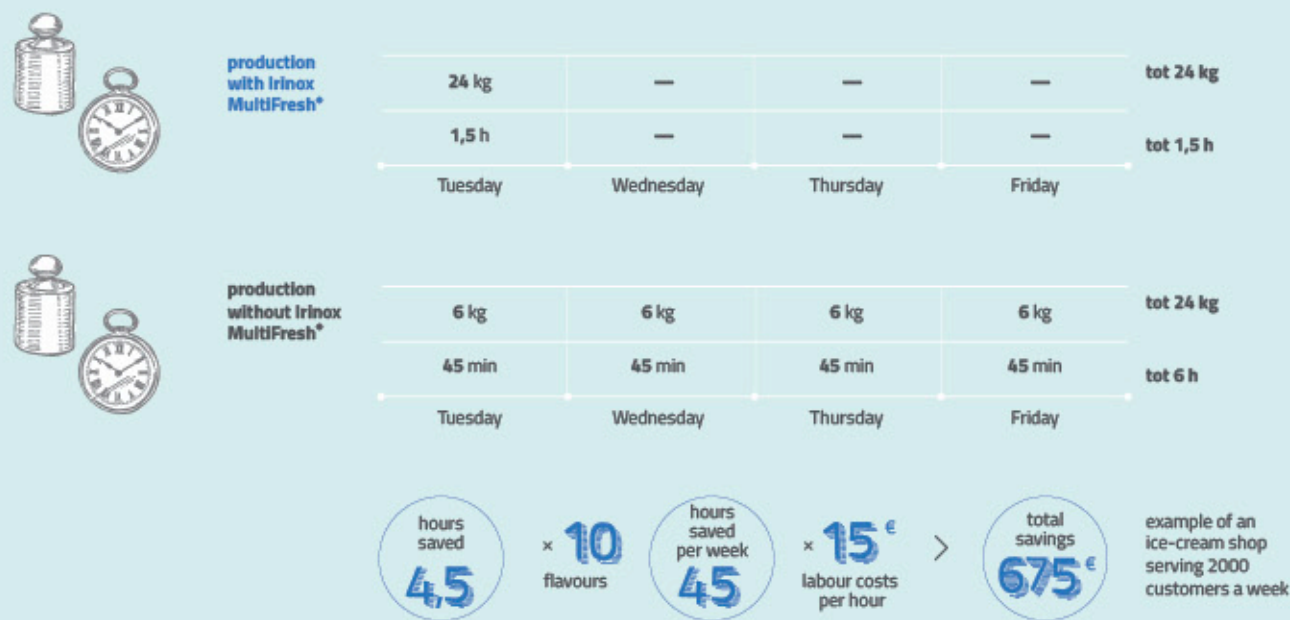 production
with Irinox
MultiFresh®
24 kg — — —
tot 24 kg
1,5 h — — —
tot 1,5 h
Tuesday Wednesday Thursday Friday
production
without Irinox
MultiFresh®
6 kg 6 kg 6 kg 6 kg
tot 24 kg
45 min 45 min 45 min 45 min
tot 6 h
Tuesday Wednesday Thursday Friday
hours
saved
4,5
× 10
flavours
hours
saved
per week
45
× 15 €
labour costs
per hour
>
total
savings
675 €
example of an
ice-cream shop
serving 2000
customers a week